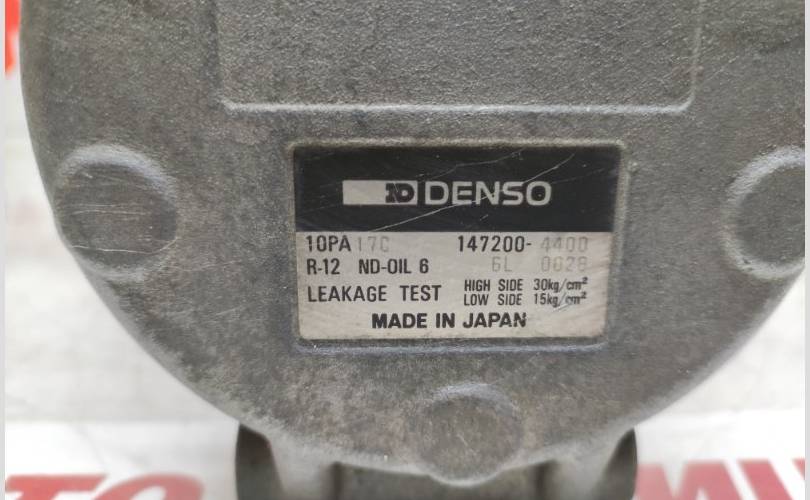 ND DENSO
10PA17C 147200-4400
R-12 ND-OIL 6 6L 0028
LEAKAGE TEST HIGH SIDE 30kg/cm²
LOW SIDE 15kg/cm²
MADE IN JAPAN